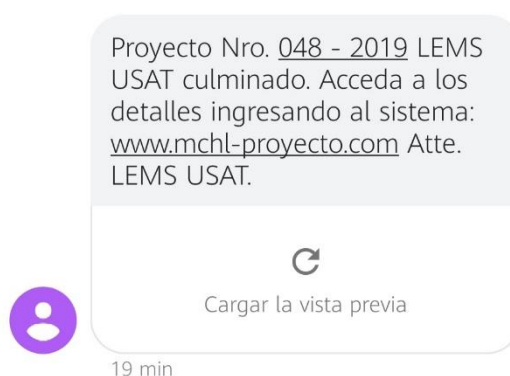 Proyecto Nro. 048 - 2019 LEMS
USAT culminado. Acceda a los
detalles ingresando al sistema:
www.mchl-proyecto.com Atte.
LEMS USAT.
Cargar la vista previa
19 min